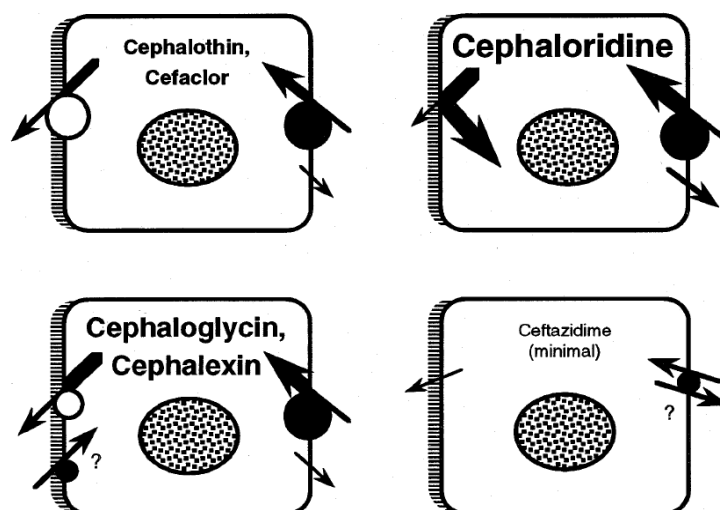 Cephalothin,
Cefaclor
Cephaloridine
Cephaloglycin,
Cephalexin
?
Ceftazidime
(minimal)
?